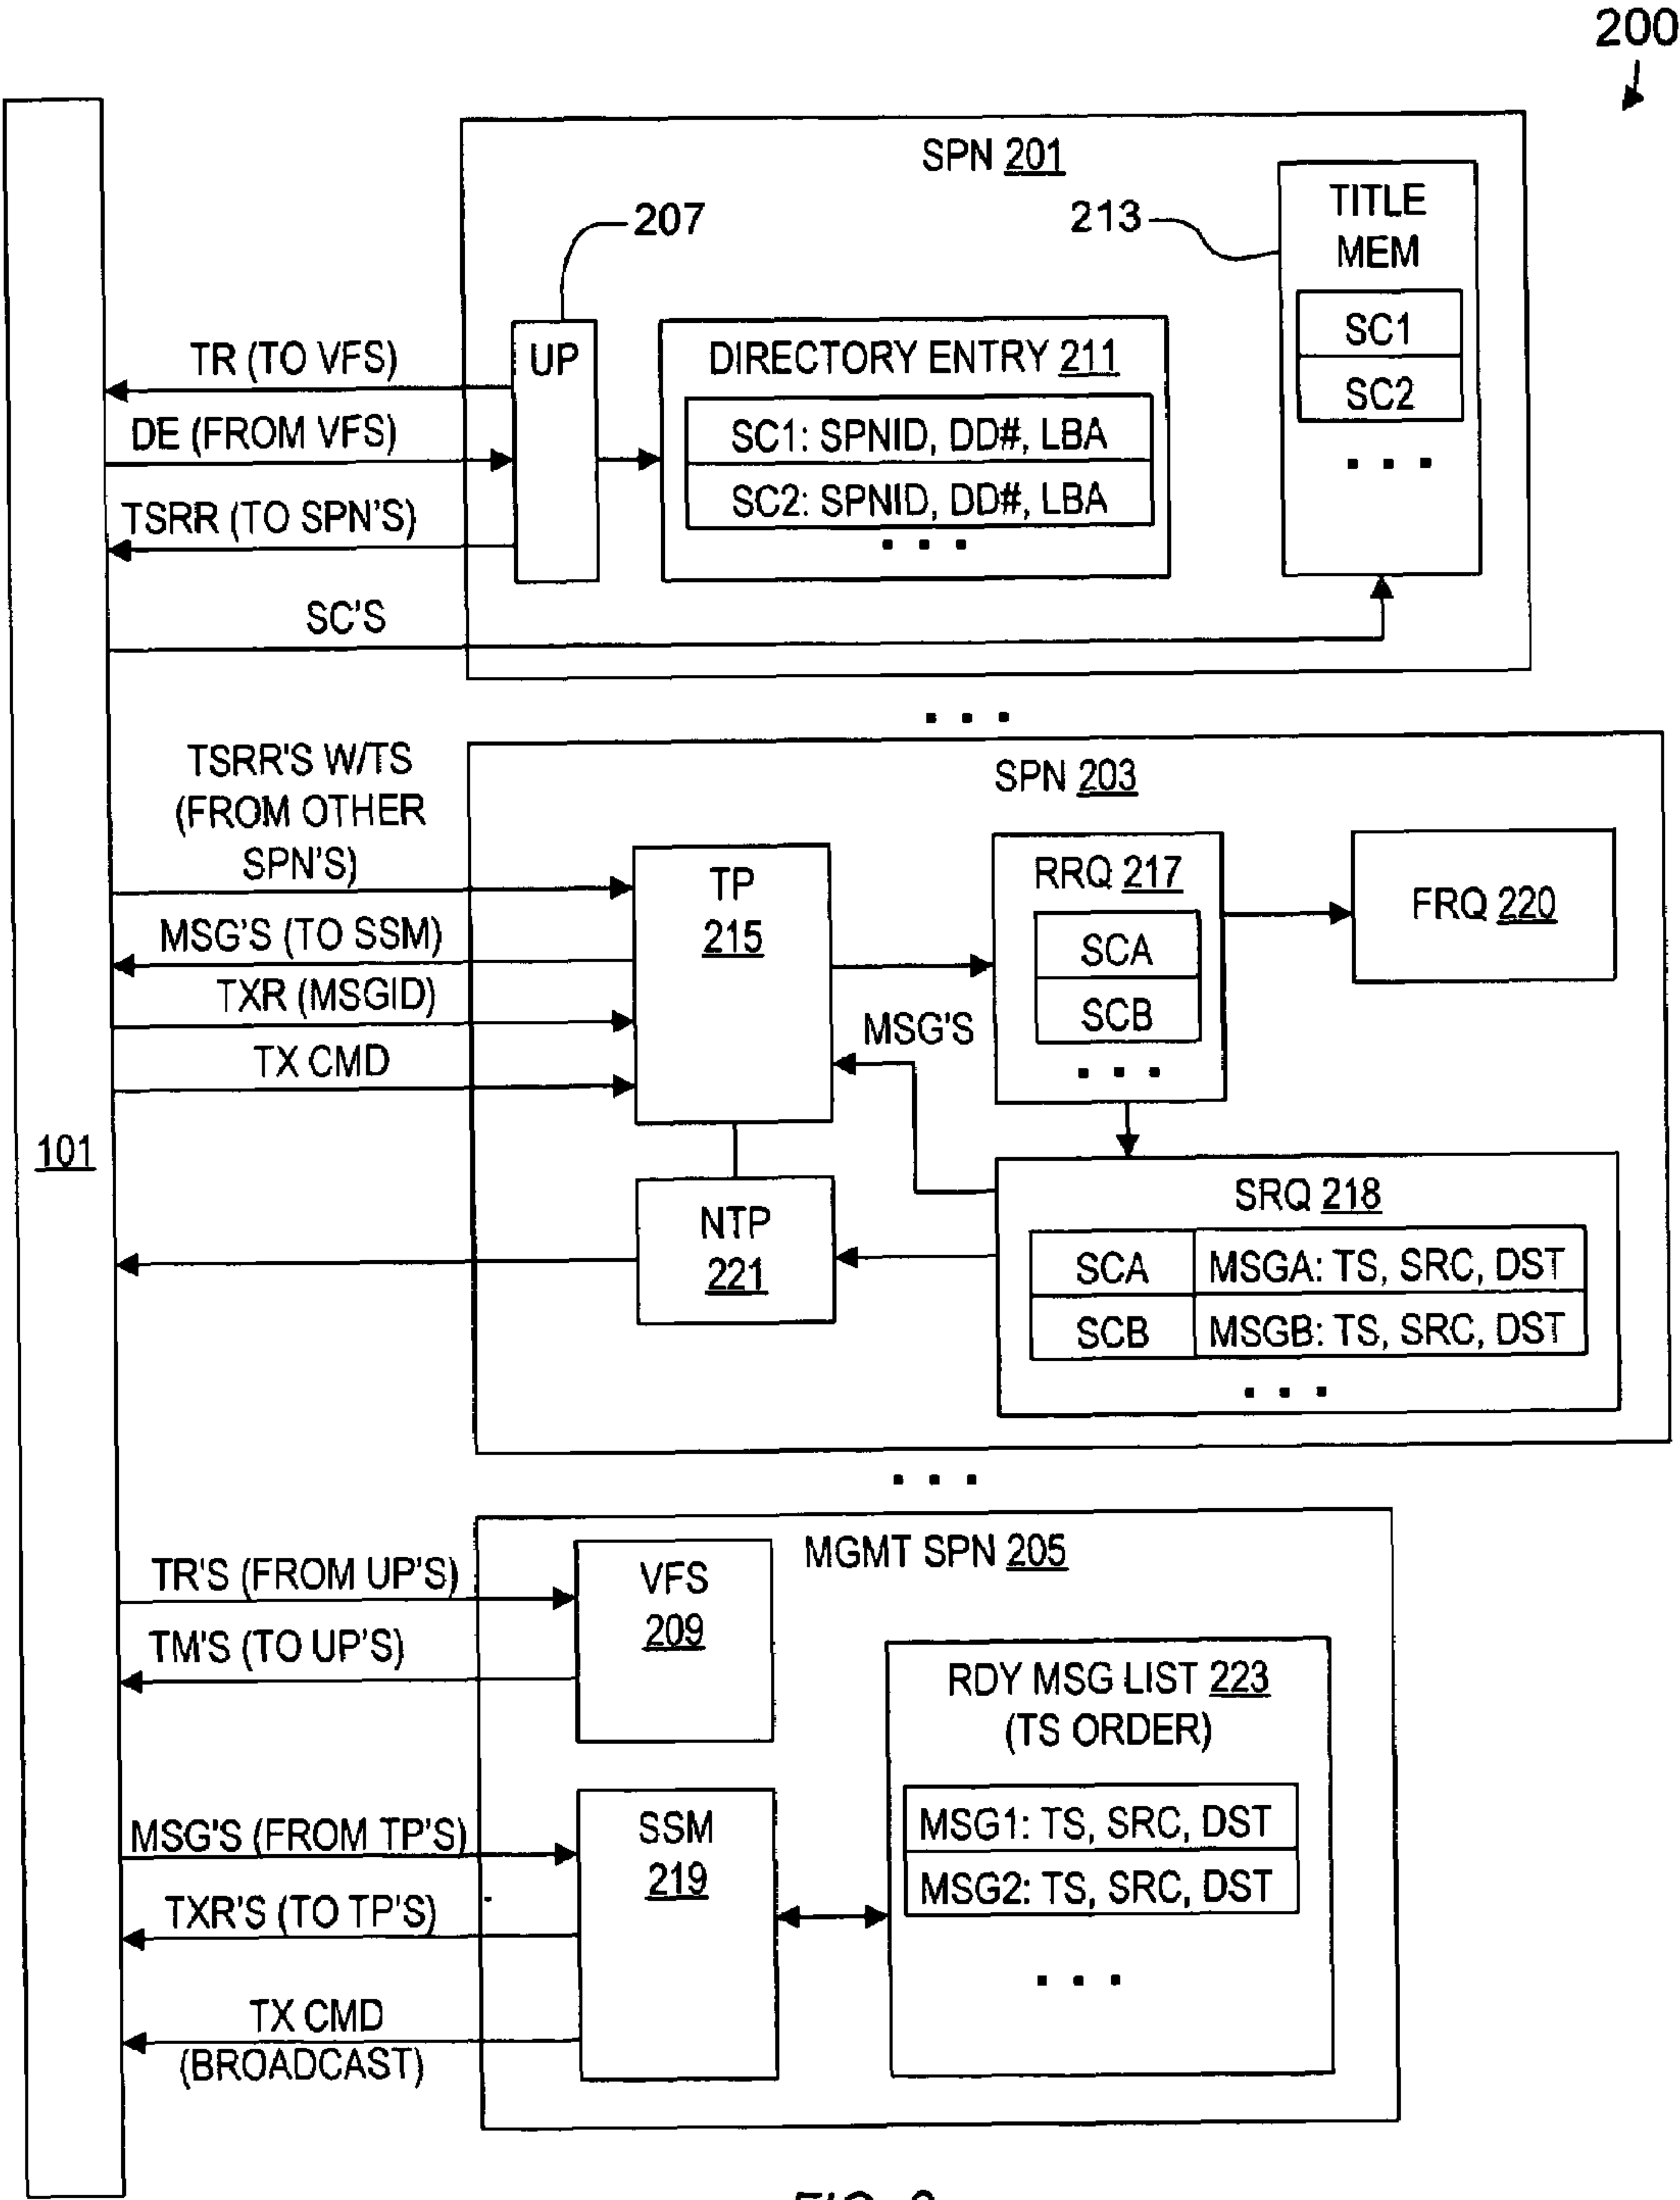 200
SPN 201
207
213
TITLE
MEM
SC1
SC2
. . .
UP
DIRECTORY ENTRY 211
SC1: SPNID, DD#, LBA
SC2: SPNID, DD#, LBA
. . .
TR (TO VFS)
DE (FROM VFS)
TSRR (TO SPN'S)
SC'S
. . .
TSRR'S W/TS
(FROM OTHER
SPN'S)
MSG'S (TO SSM)
TXR (MSGID)
TX CMD
101
SPN 203
TP
215
RRQ 217
SCA
SCB
. . .
FRQ 220
MSG'S
NTP
221
SRQ 218
SCA MSGA: TS, SRC, DST
SCB MSGB: TS, SRC, DST
. . .
. . .
TR'S (FROM UP'S)
TM'S (TO UP'S)
MSG'S (FROM TP'S)
TXR'S (TO TP'S)
TX CMD
(BROADCAST)
MGMT SPN 205
VFS
209
SSM
219
RDY MSG LIST 223
(TS ORDER)
MSG1: TS, SRC, DST
MSG2: TS, SRC, DST
. . .